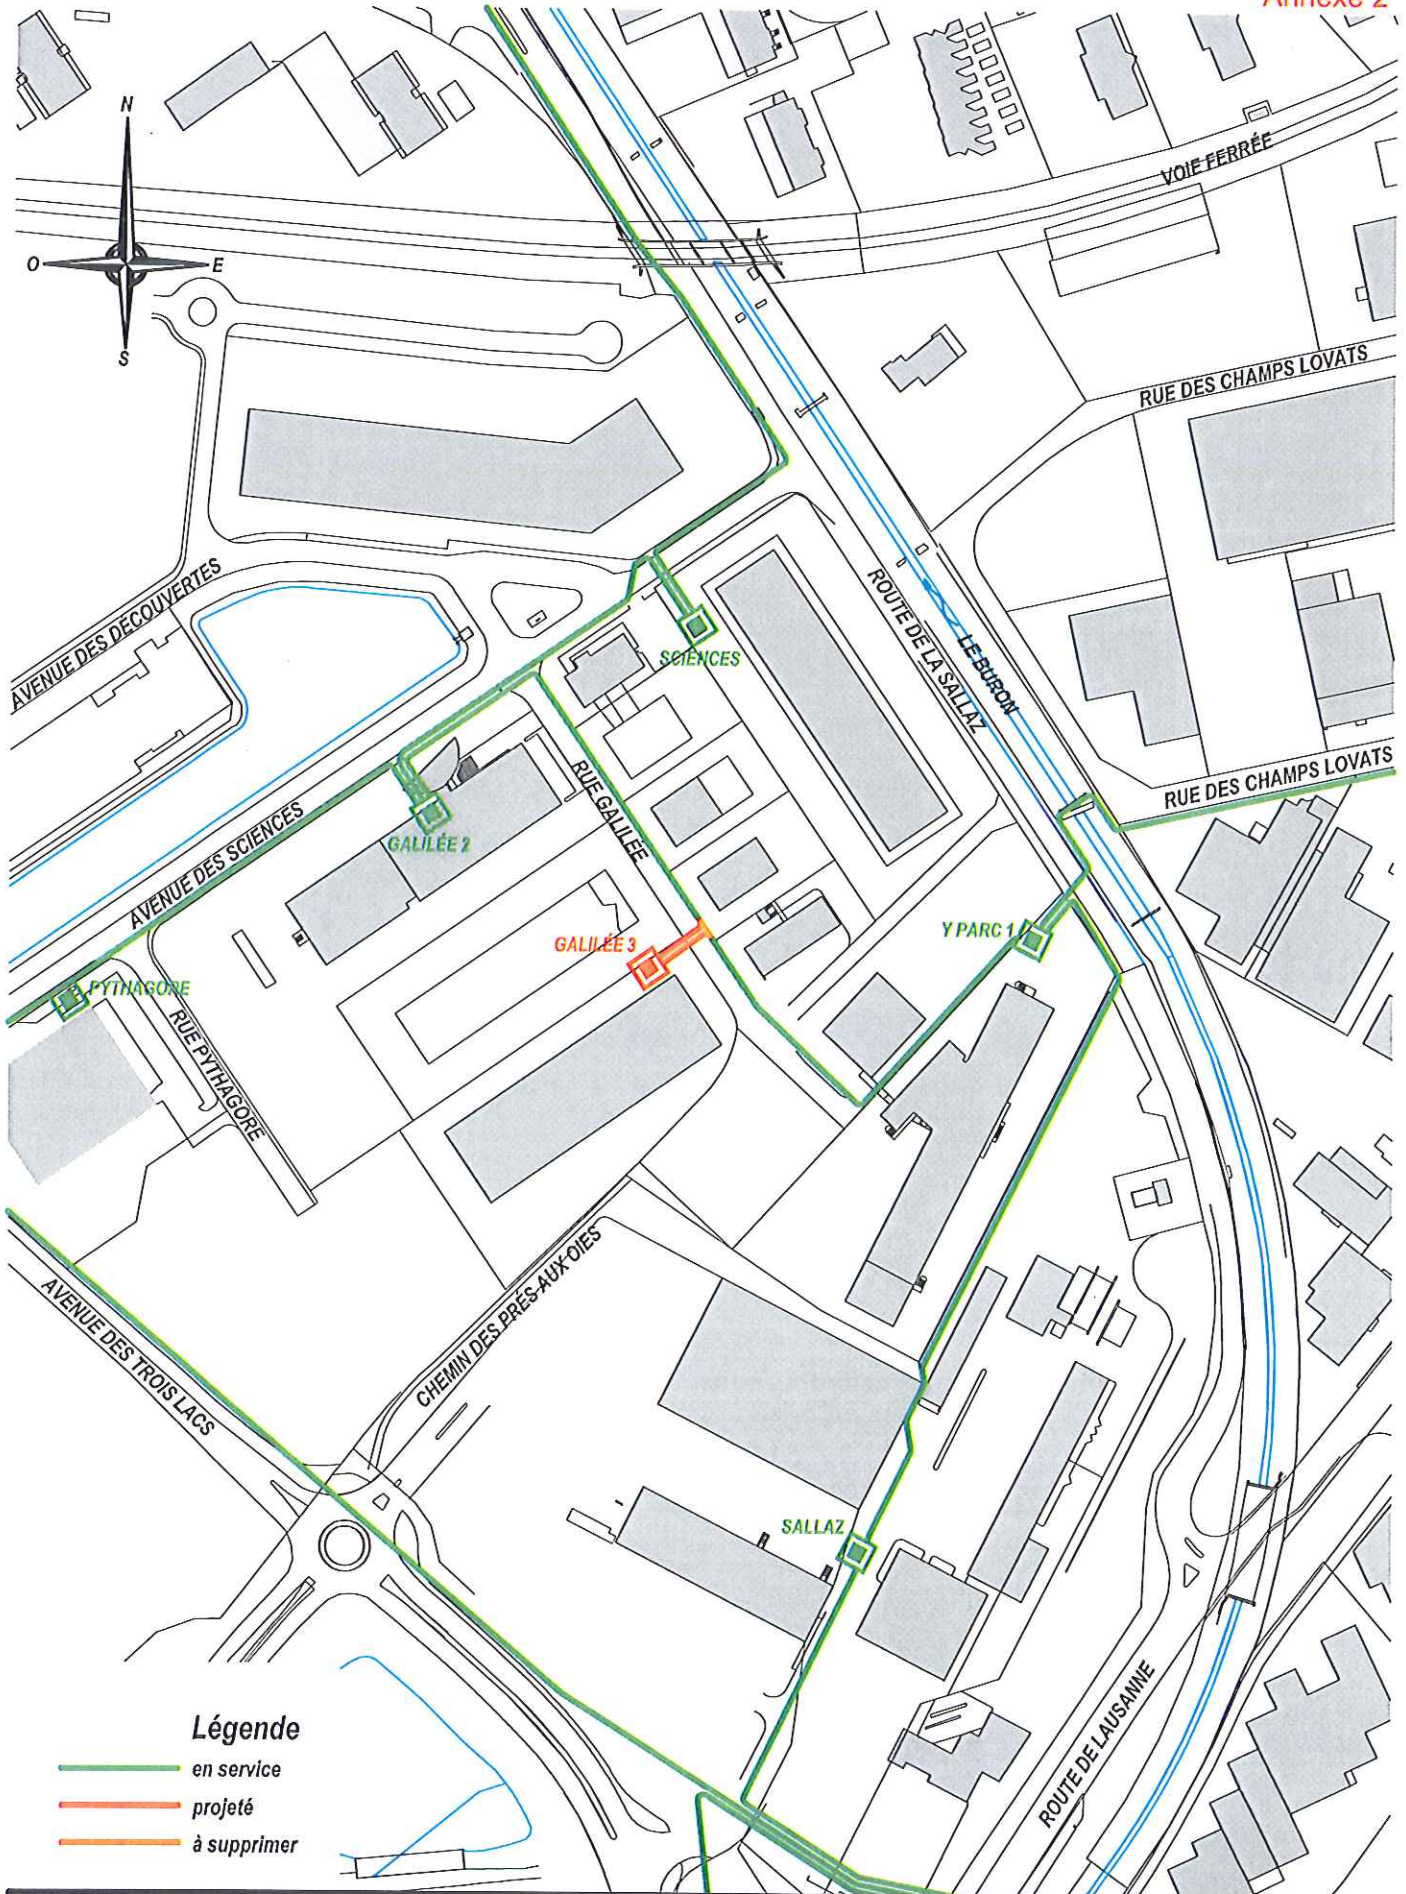 Annexe 2
N
VOIE FERRÉE
O
E
S
RUE DES CHAMPS LOVATS
AVENUE DES DÉCOUVERTES
ROUTE DE LA SALLAZ
LE BURON
SCIENCES
RUE DES CHAMPS LOVATS
RUE GALILÉE
AVENUE DES SCIENCES
GALILÉE 2
GALILÉE 3
Y PARC 1
PYTHAGORE
RUE PYTHAGORE
CHEMIN DES PRÉS AUX OIES
AVENUE DES TROIS LACS
SALLAZ
ROUTE DE LAUSANNE
Légende
en service
projeté
à supprimer